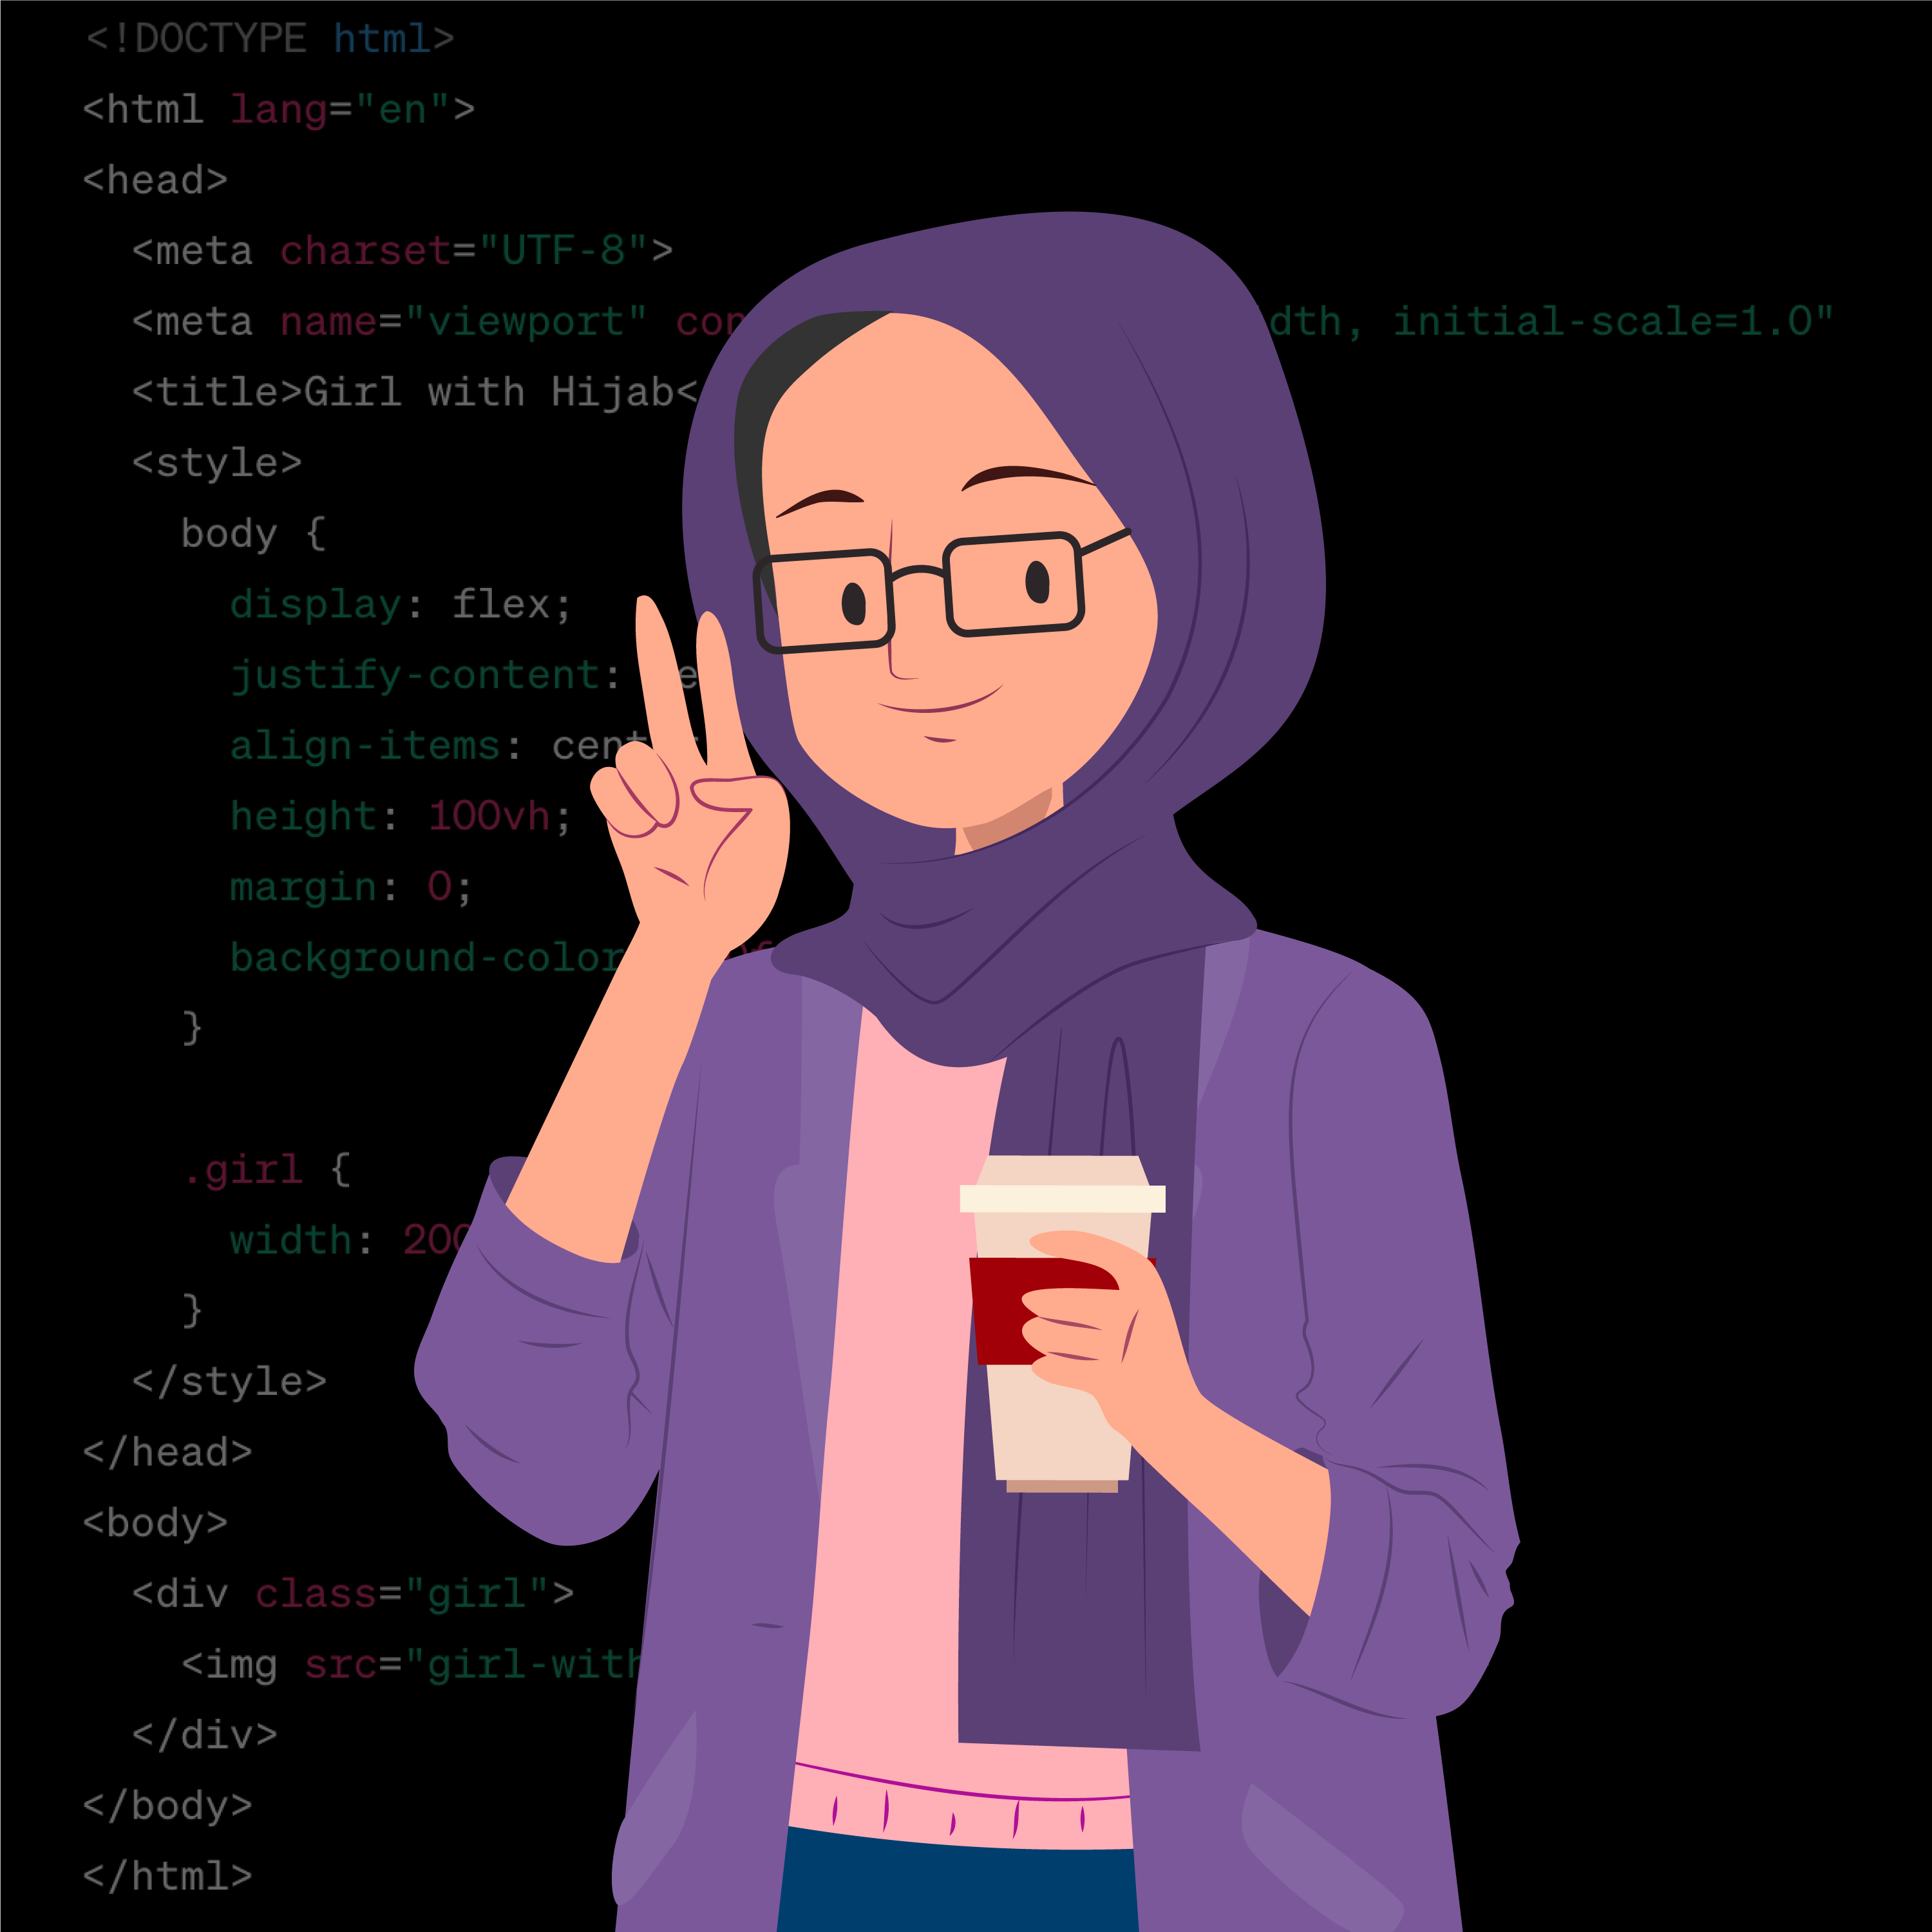 <!DOCTYPE html>
<html lang="en">
<head>
<meta charset="UTF-8">
<meta name="viewport" dth, initial-scale=1.0"
<title>Girl with Hijab<
<style>
body {
display: flex;
justify-content:
align-items: cent
height: 100vh;
margin: 0;
background-color
}
.girl {
width: 200
}
</style>
</head>
<body>
<div class="girl">
<img src="girl-with
</div>
</body>
</html>